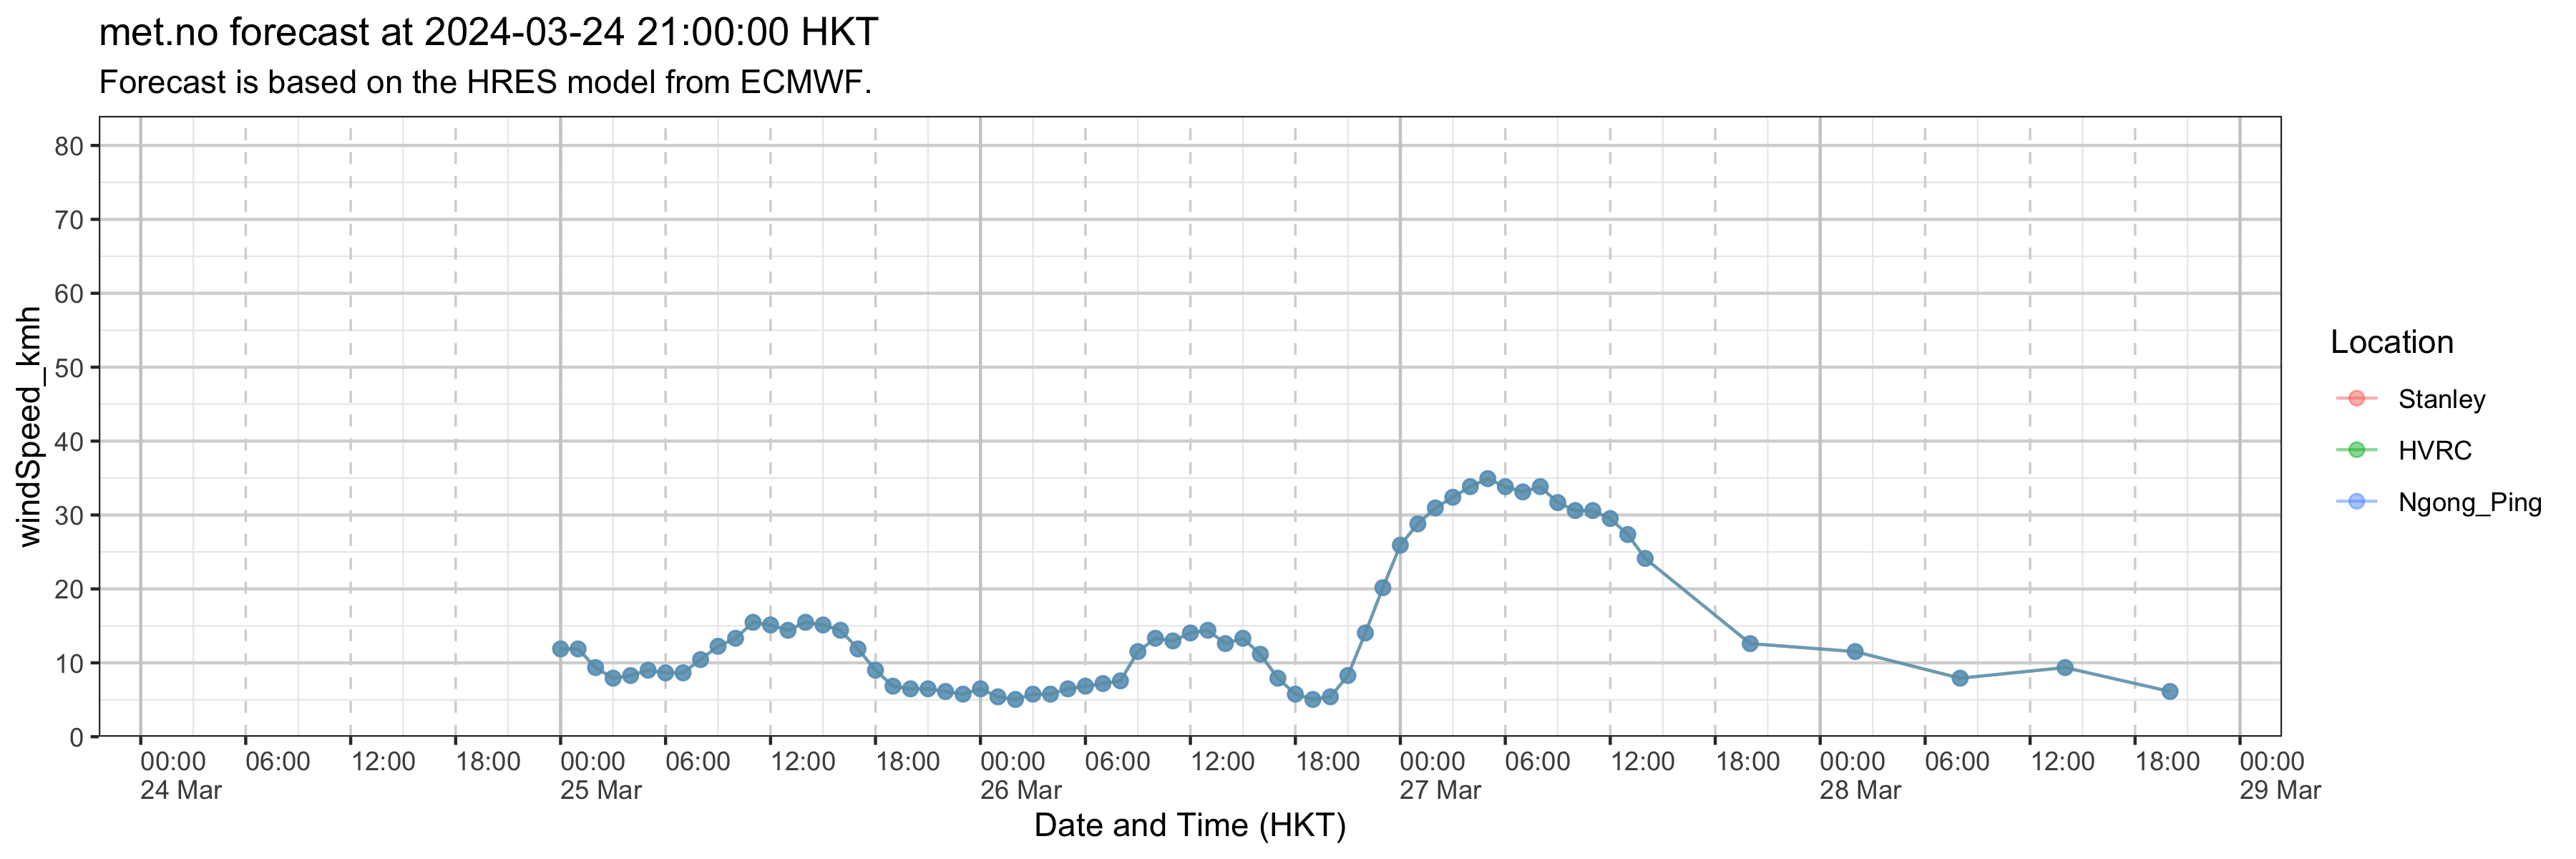 met.no forecast at 2024-03-24 21:00:00 HKT
Forecast is based on the HRES model from ECMWF.
windSpeed_kmh
80
70
60
50
40
30
20
10
0
00:00 06:00 12:00 18:00 00:00 06:00 12:00 18:00 00:00 06:00 12:00 18:00 00:00 06:00 12:00 18:00 00:00 06:00 12:00 18:00 00:00
24 Mar 25 Mar 26 Mar 27 Mar 28 Mar 29 Mar
Date and Time (HKT)
Location
Stanley
HVRC
Ngong_Ping